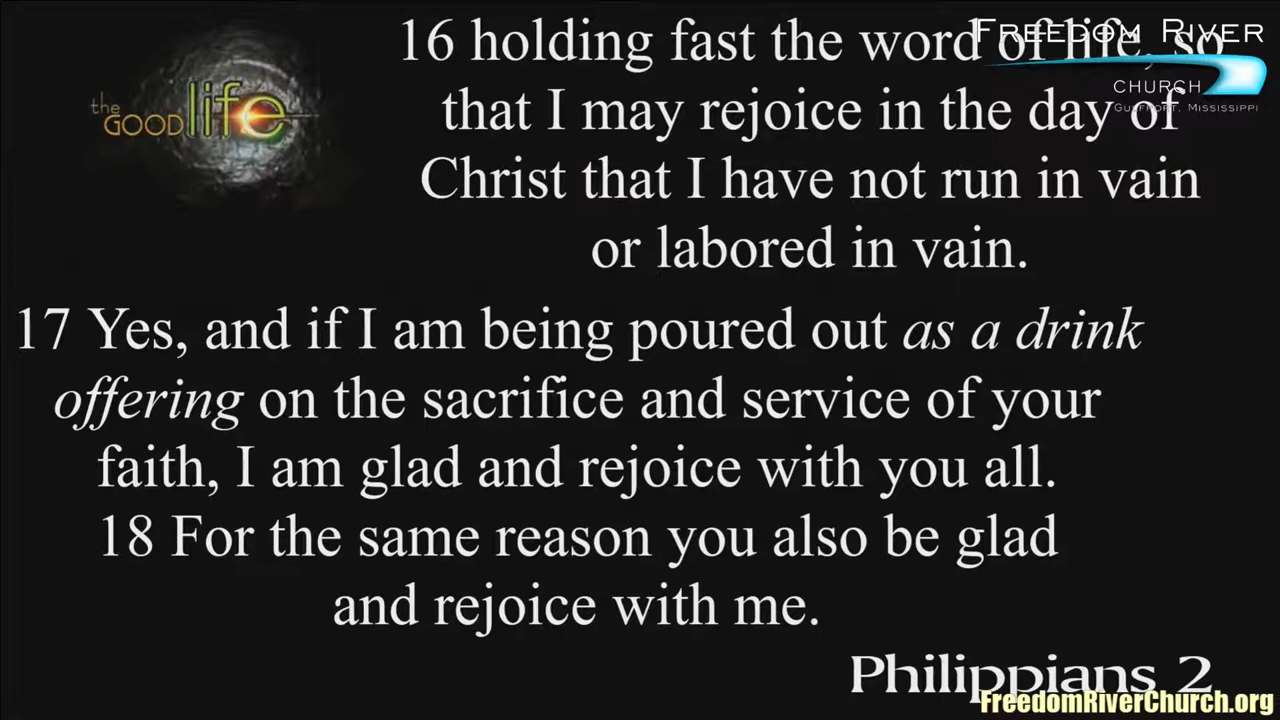 the
GOOD life
FREEDOM RIVER
CHURCH
GULFPORT, MISSISSIPPI
16 holding fast the word of life, so
that I may rejoice in the day of
Christ that I have not run in vain
or labored in vain.
17 Yes, and if I am being poured out as a drink
offering on the sacrifice and service of your
faith, I am glad and rejoice with you all.
18 For the same reason you also be glad
and rejoice with me.
Philippians 2
FreedomRiverChurch.org